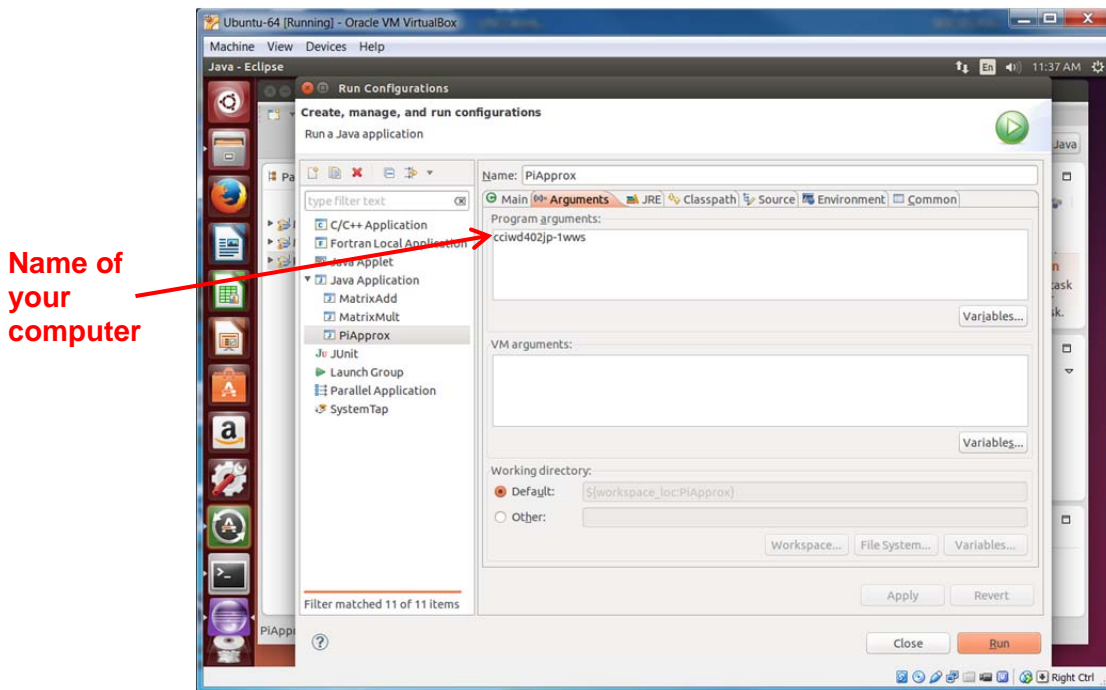 Ubuntu-64 [Running] - Oracle VM VirtualBox
Machine View Devices Help
Java - Eclipse
En
11:37 AM
Run Configurations
Create, manage, and run configurations
Run a Java application
Java
Pa
Name: PiApprox
type filter text
Main Arguments JRE Classpath Source Environment Common
Program arguments:
cciwd402jp-1wws
C/C++ Application
Fortran Local Application
Java Applet
Java Application
MatrixAdd
MatrixMult
PiApprox
JUnit
Launch Group
Parallel Application
SystemTap
Name of
your
computer
Variables...
VM arguments:
Variables...
Working directory:
Default: ${workspace_loc:PiApprox}
Other:
Workspace... File System... Variables...
Apply Revert
Filter matched 11 of 11 items
PiAppr
Close Run
Right Ctrl